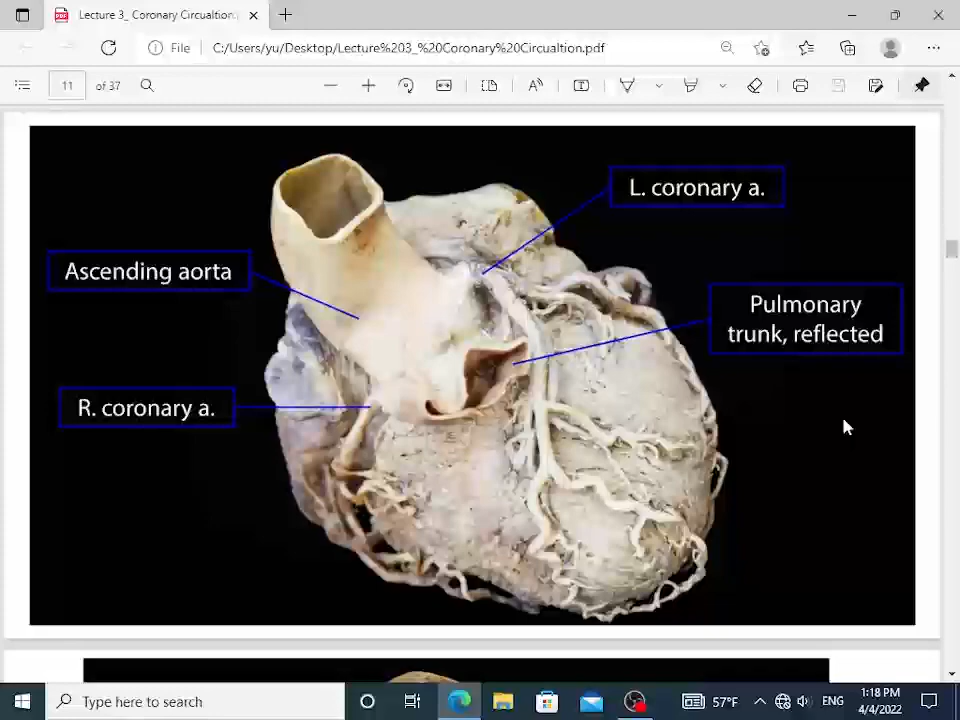 Lecture 3_ Coronary Circualtion.
File
C:/Users/yu/Desktop/Lecture%203_%20Coronary%20Circualtion.pdf
11 of 37
L. coronary a.
Ascending aorta
Pulmonary
trunk, reflected
R. coronary a.
Type here to search
57°F
ENG
1:18 PM
4/4/2022